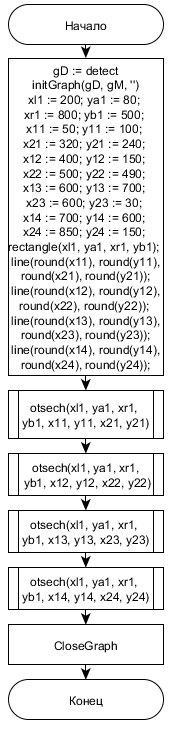 Начало
gD := detect
initGraph(gD, gM, '')
xl1 := 200; ya1 := 80;
xr1 := 800; yb1 := 500;
x11 := 50; y11 := 100;
x21 := 320; y21 := 240;
x12 := 400; y12 := 150;
x22 := 500; y22 := 490;
x13 := 600; y13 := 700;
x23 := 600; y23 := 30;
x14 := 700; y14 := 600;
x24 := 850; y24 := 150;
rectangle(xl1, ya1, xr1, yb1);
line(round(x11), round(y11),
round(x21), round(y21));
line(round(x12), round(y12),
round(x22), round(y22));
line(round(x13), round(y13),
round(x23), round(y23));
line(round(x14), round(y14),
round(x24), round(y24));
otsech(xl1, ya1, xr1,
yb1, x11, y11, x21, y21)
otsech(xl1, ya1, xr1,
yb1, x12, y12, x22, y22)
otsech(xl1, ya1, xr1,
yb1, x13, y13, x23, y23)
otsech(xl1, ya1, xr1,
yb1, x14, y14, x24, y24)
CloseGraph
Конец